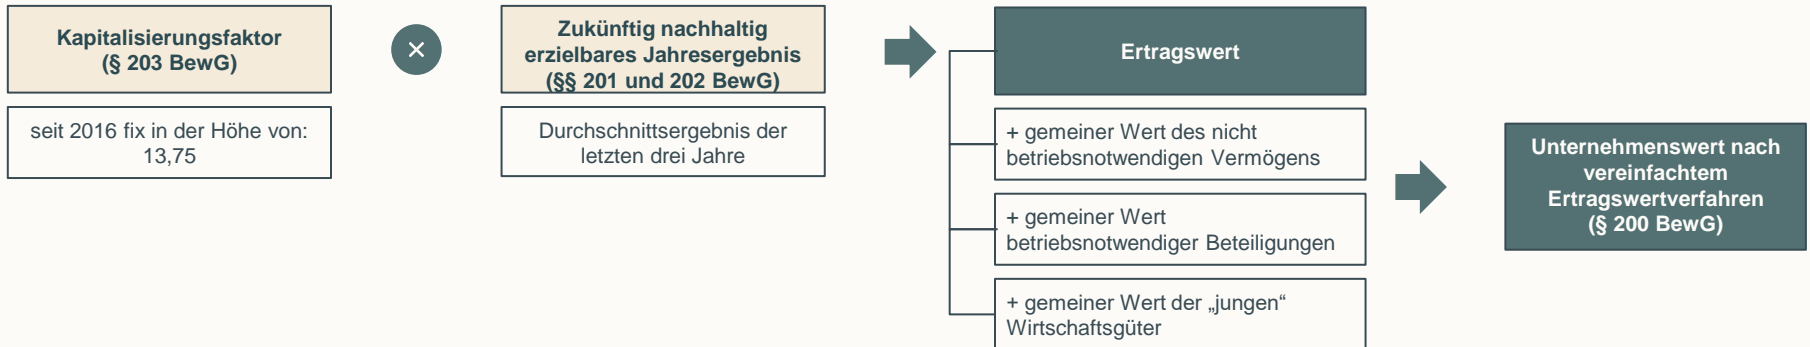 Kapitalisierungsfaktor
(§ 203 BewG)
seit 2016 fix in der Höhe von:
13,75
×
Zukünftig nachhaltig
erzielbares Jahresergebnis
(§§ 201 und 202 BewG)
Durchschnittsergebnis der
letzten drei Jahre
Ertragswert
+ gemeiner Wert des nicht
betriebsnotwendigen Vermögens
+ gemeiner Wert
betriebsnotwendiger Beteiligungen
+ gemeiner Wert der „jungen“
Wirtschaftsgüter
Unternehmenswert nach
vereinfachtem
Ertragswertverfahren
(§ 200 BewG)